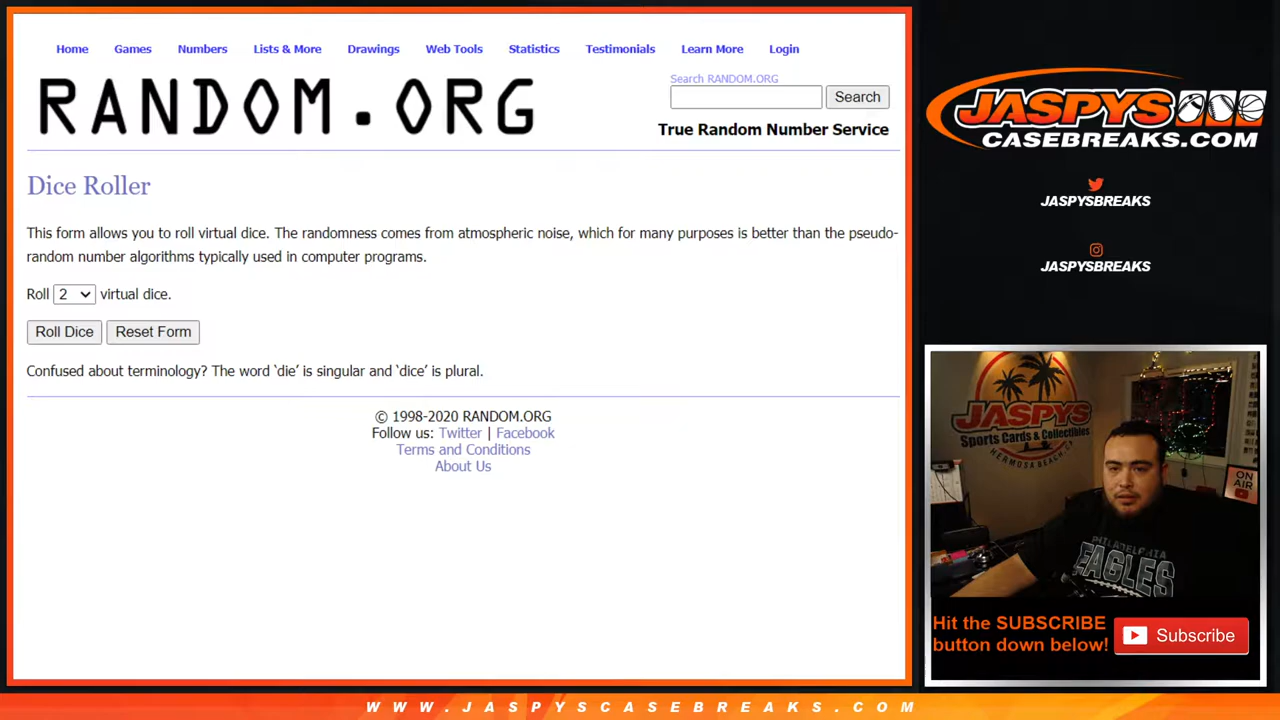 Home Games Numbers Lists & More Drawings Web Tools Statistics Testimonials Learn More Login
RANDOM.ORG
Search RANDOM.ORG
Search
True Random Number Service
Dice Roller
This form allows you to roll virtual dice. The randomness comes from atmospheric noise, which for many purposes is better than the pseudo-
random number algorithms typically used in computer programs.
Roll 2 virtual dice.
Roll Dice Reset Form
Confused about terminology? The word ‘die’ is singular and ‘dice’ is plural.
© 1998-2020 RANDOM.ORG
Follow us: Twitter | Facebook
Terms and Conditions
About Us
JASPYS
CASEBREAKS.COM
JASPYSBREAKS
JASPYSBREAKS
JASPYS
Sports Cards & Collectibles
HERMOSA BEACH, CA
ON
AIR
PHILADELPHIA
EAGLES
Hit the SUBSCRIBE
button down below!
Subscribe
WWW.JASPYSCASEBREAKS.COM